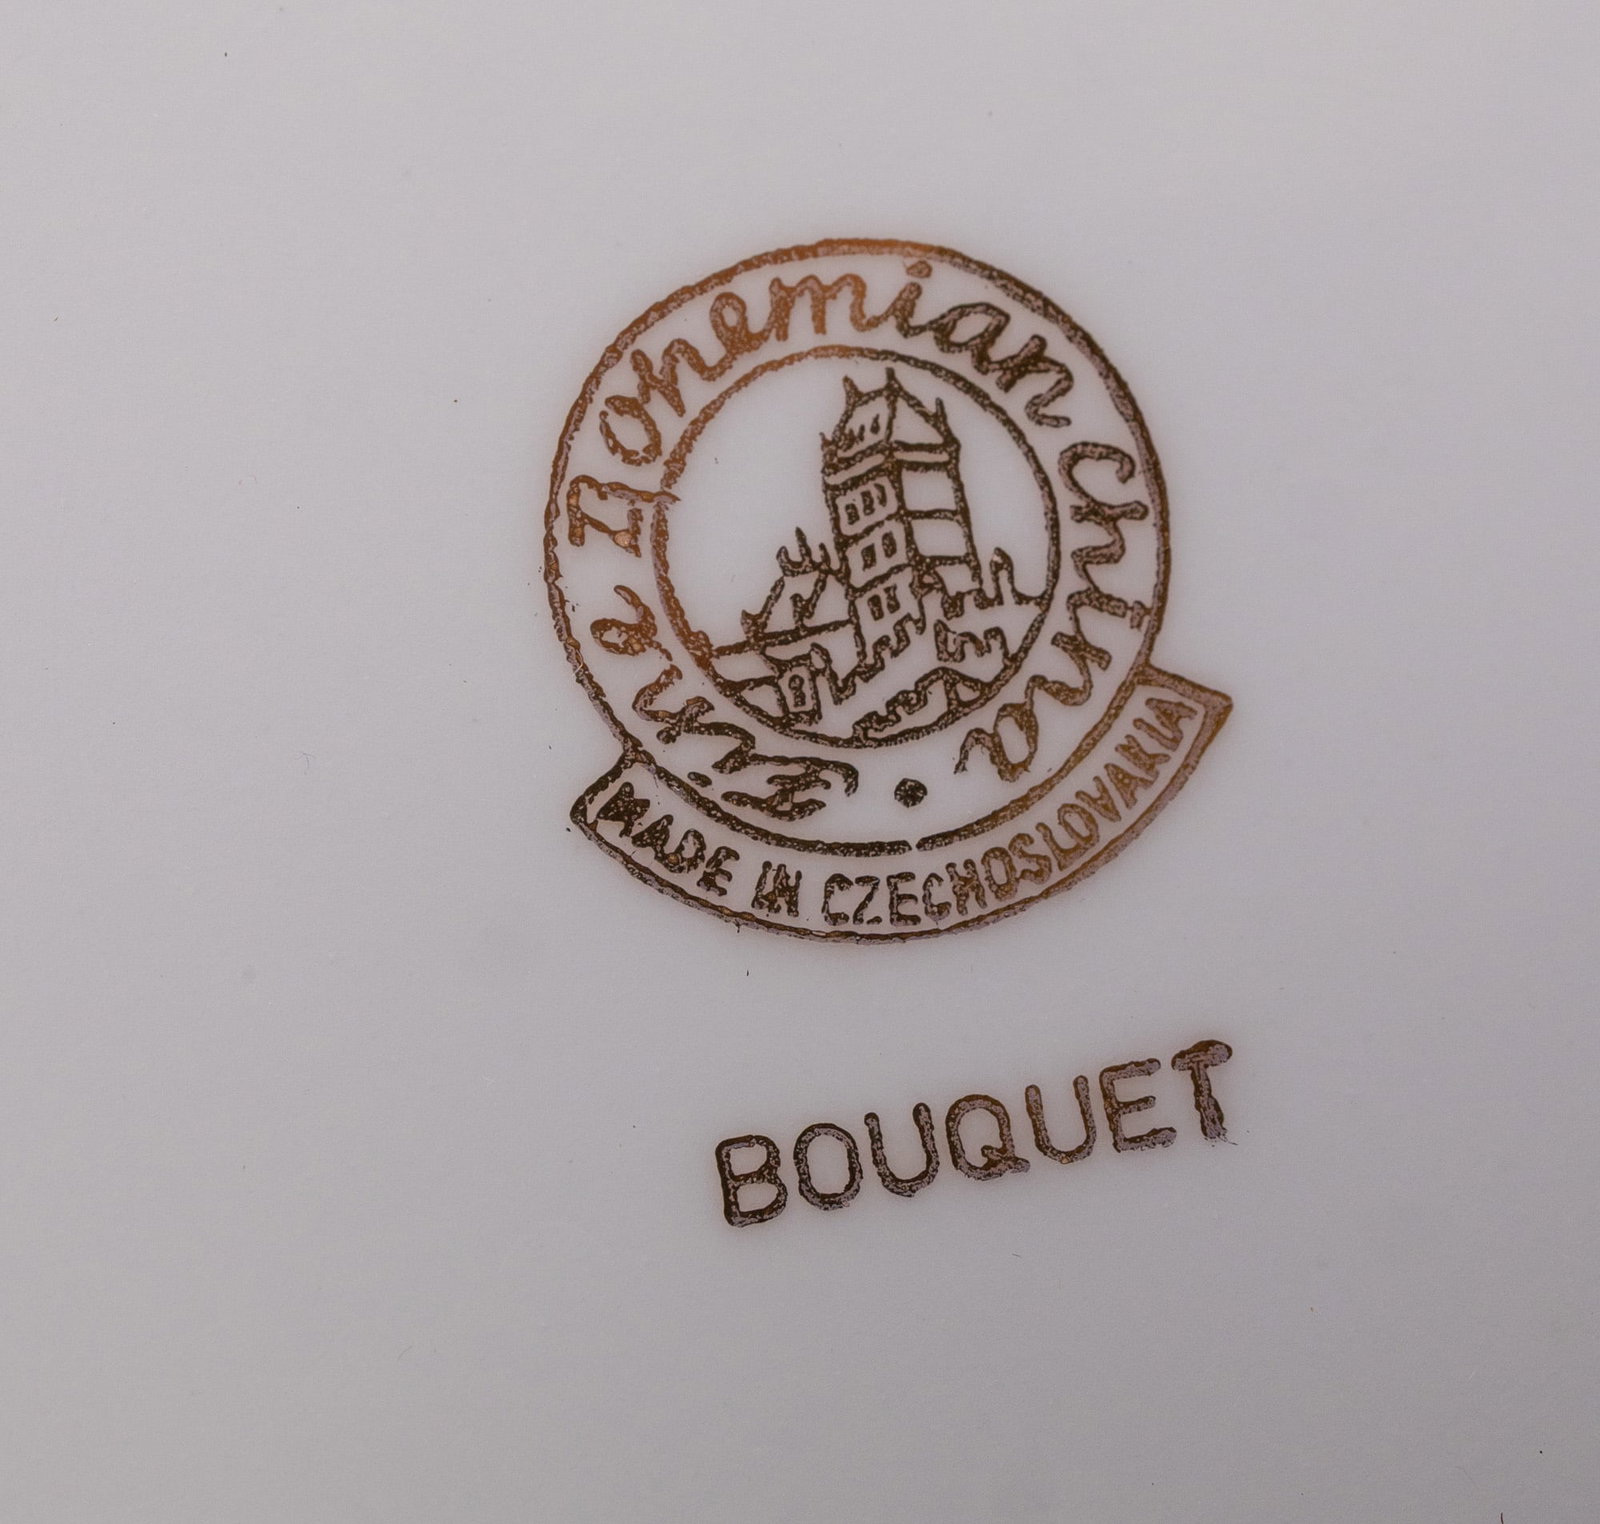 Fine Bohemian China
MADE IN CZECHOSLOVAKIA
BOUQUET